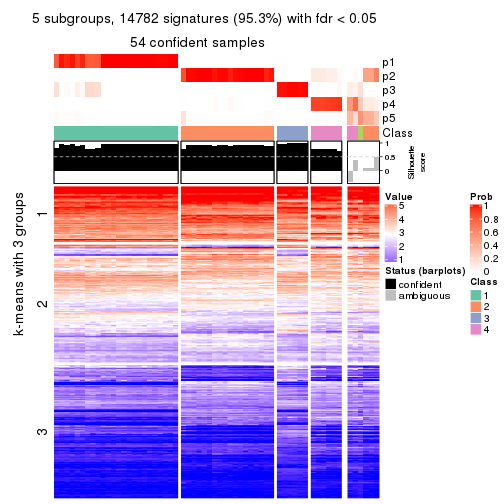 5 subgroups, 14782 signatures (95.3%) with fdr < 0.05
54 confident samples
p1
p2
p3
p4
p5
Class
1
0.5
0
Silhouette
score
k-means with 3 groups
1
2
3
Value
5
4
3
2
1
Status (barplots)
confident
ambiguous
Prob
1
0.8
0.6
0.4
0.2
0
Class
1
2
3
4